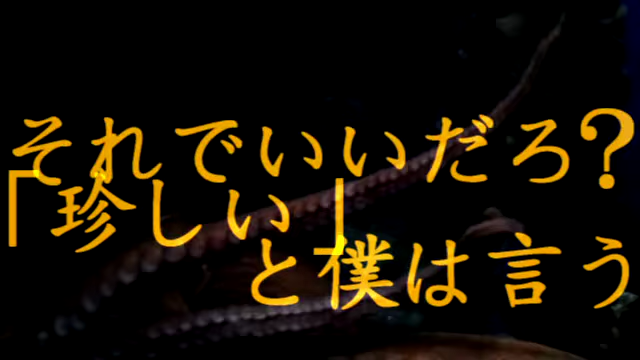 それでいいだろ？
「珍しい」
と僕は言う